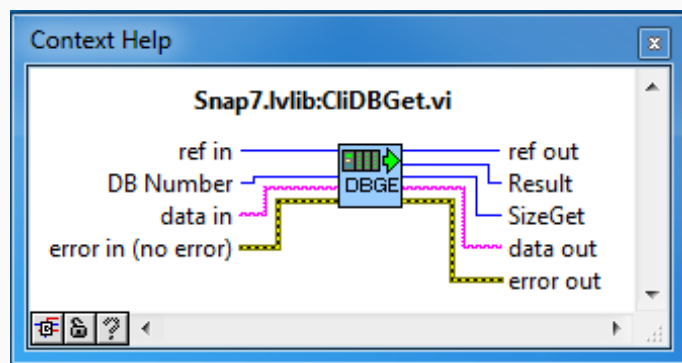 Context Help
Snap7.lvlib:CliDBGet.vi
ref in
DB Number
data in
error in (no error)
DBGE
ref out
Result
SizeGet
data out
error out
?